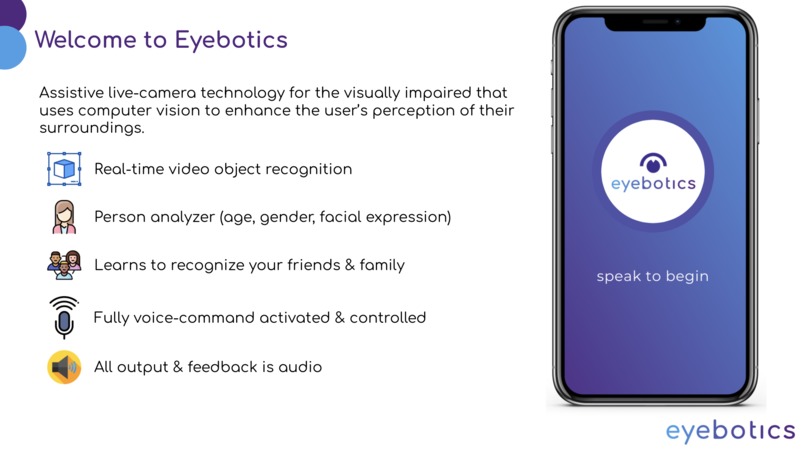 Welcome to Eyebotics
Assistive live-camera technology for the visually impaired that
uses computer vision to enhance the user's perception of their
surroundings.
Real-time video object recognition
Person analyzer (age, gender, facial expression)
Learns to recognize your friends & family
Fully voice-command activated & controlled
All output & feedback is audio
eyebotics
speak to begin
eyebotics